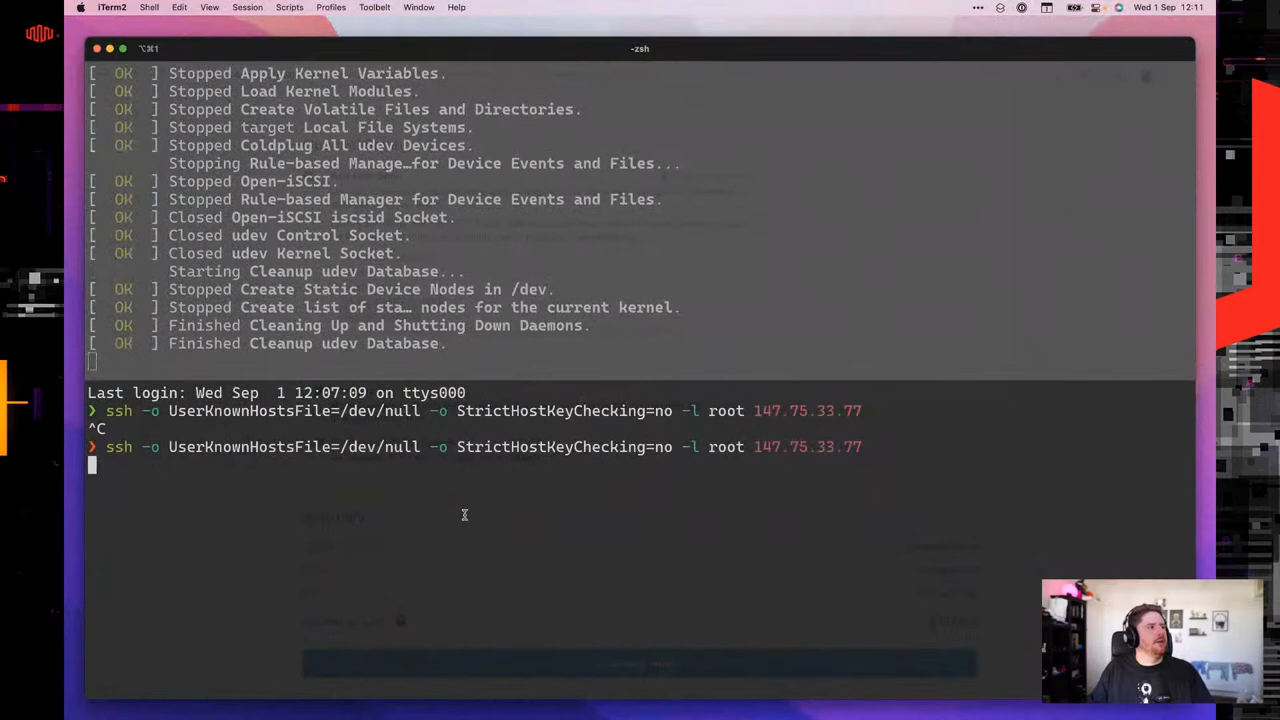 iTerm2 Shell Edit View Session Scripts Profiles Toolbelt Window Help
Wed 1 Sep 12:11
⌥⌘1
-zsh
[ OK ] Stopped Apply Kernel Variables.
[ OK ] Stopped Load Kernel Modules.
[ OK ] Stopped Create Volatile Files and Directories.
[ OK ] Stopped target Local File Systems.
[ OK ] Stopped Coldplug All udev Devices.
Stopping Rule-based Manage…for Device Events and Files...
[ OK ] Stopped Open-iSCSI.
[ OK ] Stopped Rule-based Manager for Device Events and Files.
[ OK ] Closed Open-iSCSI iscsid Socket.
[ OK ] Closed udev Control Socket.
[ OK ] Closed udev Kernel Socket.
Starting Cleanup udev Database...
[ OK ] Stopped Create Static Device Nodes in /dev.
[ OK ] Stopped Create list of sta… nodes for the current kernel.
[ OK ] Finished Cleaning Up and Shutting Down Daemons.
[ OK ] Finished Cleanup udev Database.
Last login: Wed Sep  1 12:07:09 on ttys000
❯ ssh -o UserKnownHostsFile=/dev/null -o StrictHostKeyChecking=no -l root 147.75.33.77
^C
❯ ssh -o UserKnownHostsFile=/dev/null -o StrictHostKeyChecking=no -l root 147.75.33.77